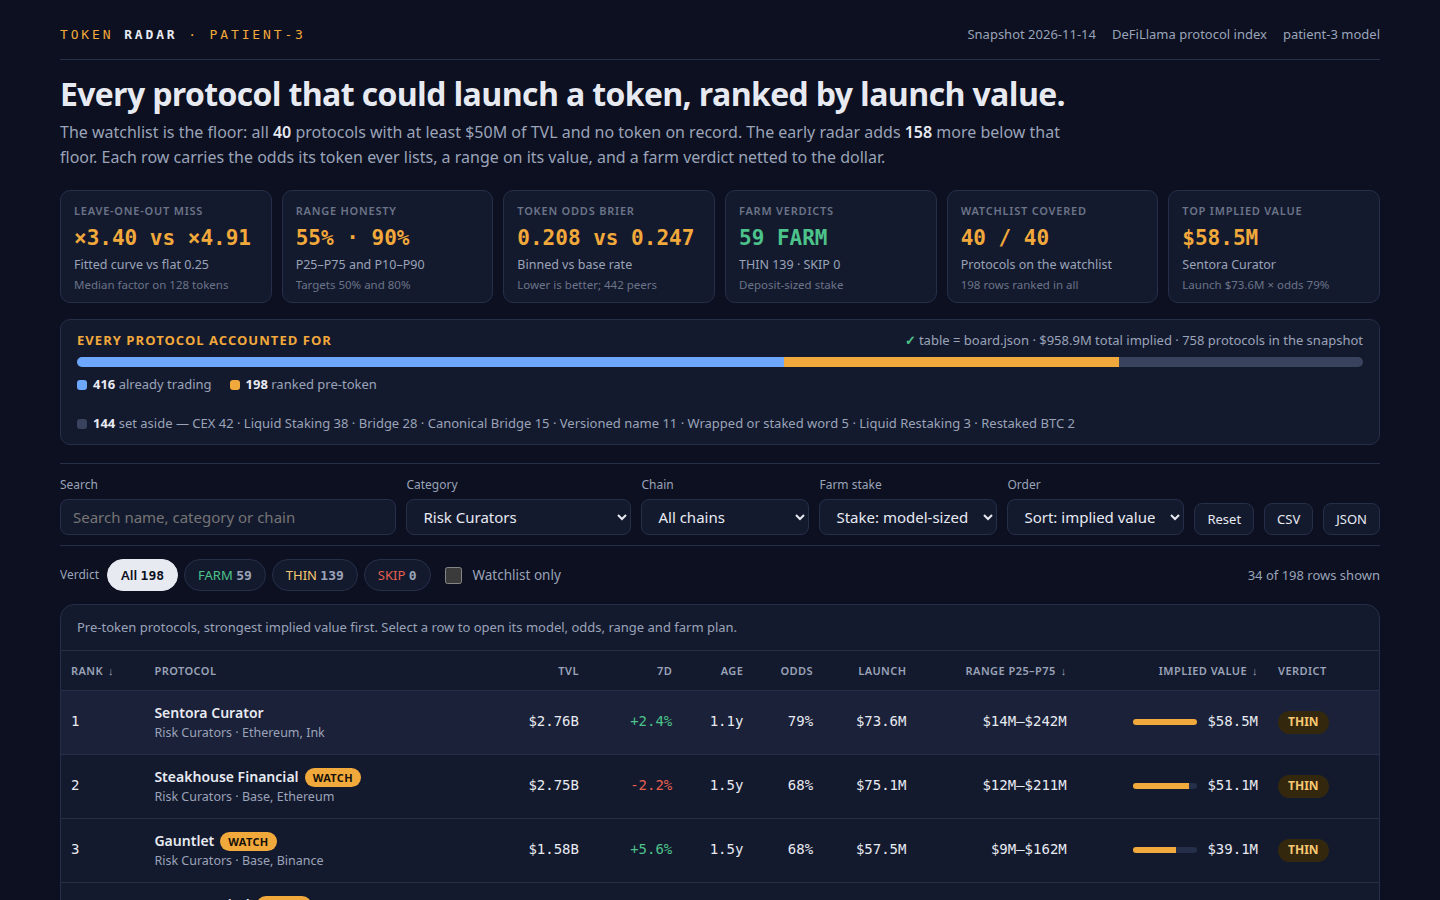 TOKEN RADAR · PATIENT-3
Snapshot 2026-11-14 DeFiLlama protocol index patient-3 model
Every protocol that could launch a token, ranked by launch value.
The watchlist is the floor: all 40 protocols with at least $50M of TVL and no token on record. The early radar adds 158 more below that
floor. Each row carries the odds its token ever lists, a range on its value, and a farm verdict netted to the dollar.
LEAVE-ONE-OUT MISS
×3.40 vs ×4.91
Fitted curve vs flat 0.25
Median factor on 128 tokens
RANGE HONESTY
55% · 90%
P25–P75 and P10–P90
Targets 50% and 80%
TOKEN ODDS BRIER
0.208 vs 0.247
Binned vs base rate
Lower is better; 442 peers
FARM VERDICTS
59 FARM
THIN 139 · SKIP 0
Deposit-sized stake
WATCHLIST COVERED
40 / 40
Protocols on the watchlist
198 rows ranked in all
TOP IMPLIED VALUE
$58.5M
Sentora Curator
Launch $73.6M × odds 79%
EVERY PROTOCOL ACCOUNTED FOR
✓ table = board.json · $958.9M total implied · 758 protocols in the snapshot
416 already trading 198 ranked pre-token
144 set aside — CEX 42 · Liquid Staking 38 · Bridge 28 · Canonical Bridge 15 · Versioned name 11 · Wrapped or staked word 5 · Liquid Restaking 3 · Restaked BTC 2
Search Category Chain Farm stake Order
Search name, category or chain Risk Curators All chains Stake: model-sized Sort: implied value Reset CSV JSON
Verdict All 198 FARM 59 THIN 139 SKIP 0 Watchlist only 34 of 198 rows shown
Pre-token protocols, strongest implied value first. Select a row to open its model, odds, range and farm plan.
RANK ↓ PROTOCOL TVL 7D AGE ODDS LAUNCH RANGE P25–P75 ↓ IMPLIED VALUE ↓ VERDICT
1 Sentora Curator $2.76B +2.4% 1.1y 79% $73.6M $14M–$242M $58.5M THIN
Risk Curators · Ethereum, Ink
2 Steakhouse Financial WATCH $2.75B -2.2% 1.5y 68% $75.1M $12M–$211M $51.1M THIN
Risk Curators · Base, Ethereum
3 Gauntlet WATCH $1.58B +5.6% 1.5y 68% $57.5M $9M–$162M $39.1M THIN
Risk Curators · Base, Binance